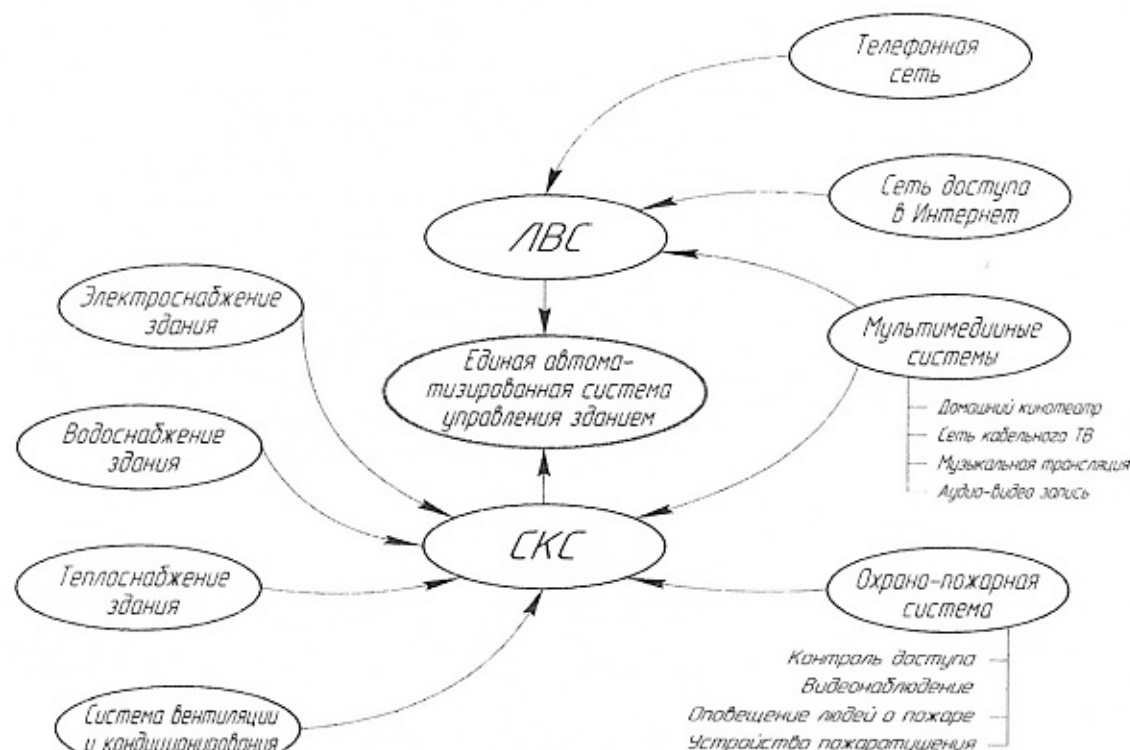 Телефонная
сеть
Сеть доступа
в Интернет
ЛВС
Электроснабжение
здания
Мультимедийные
системы
Единая автома-
тизированная система
управления зданием
Домашний кинотеатр
Сеть кабельного ТВ
Музыкальная трансляция
Аудио-видео запись
Водоснабжение
здания
СКС
Теплоснабжение
здания
Охрано-пожарная
система
Контроль доступа
Видеонаблюдение
Оповещение людей о пожаре
Устройства пожаротушения
Система вентиляции
и кондиционирования